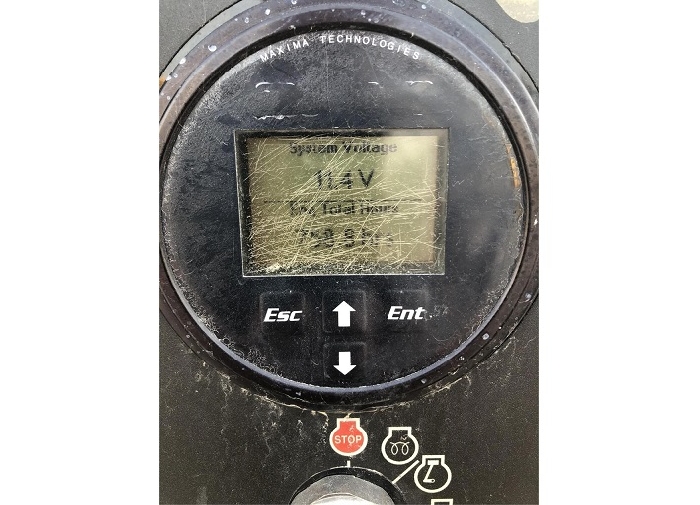 MAXIMA TECHNOLOGIES
System Voltage
11.4 V
Total Hours
Esc
Ent
STOP